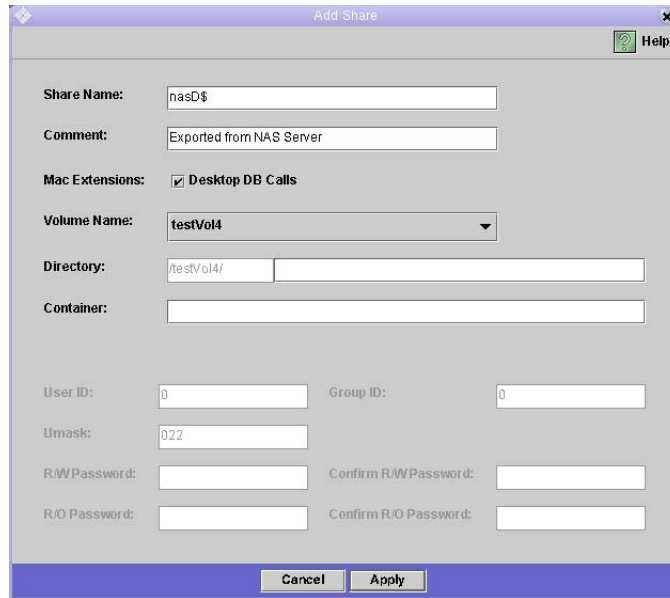 Add Share
Help
Share Name: nasD$
Comment: Exported from NAS Server
Mac Extensions: Desktop DB Calls
Volume Name: testVol4
Directory: /testVol4/
Container:
User ID: 0 Group ID: 0
Umask: 022
R/W Password: Confirm R/W Password:
R/O Password: Confirm R/O Password:
Cancel Apply